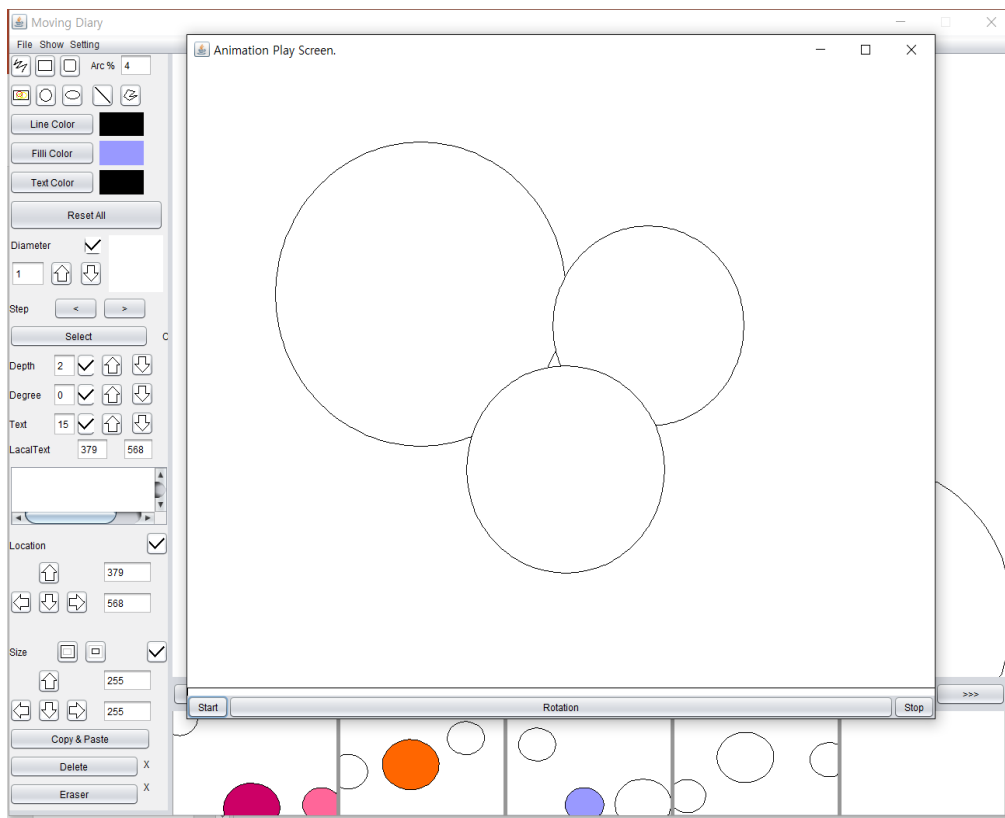 Moving Diary
File Show Setting
Animation Play Screen.
Arc % 4
Line Color
Filli Color
Text Color
Reset All
Diameter
1
Step < >
Select
Depth 2
Degree 0
Text 15
LacalText 379 568
Location
379
568
Size
255
255
Copy & Paste
Delete X
Eraser X
Start Rotation Stop
>>>